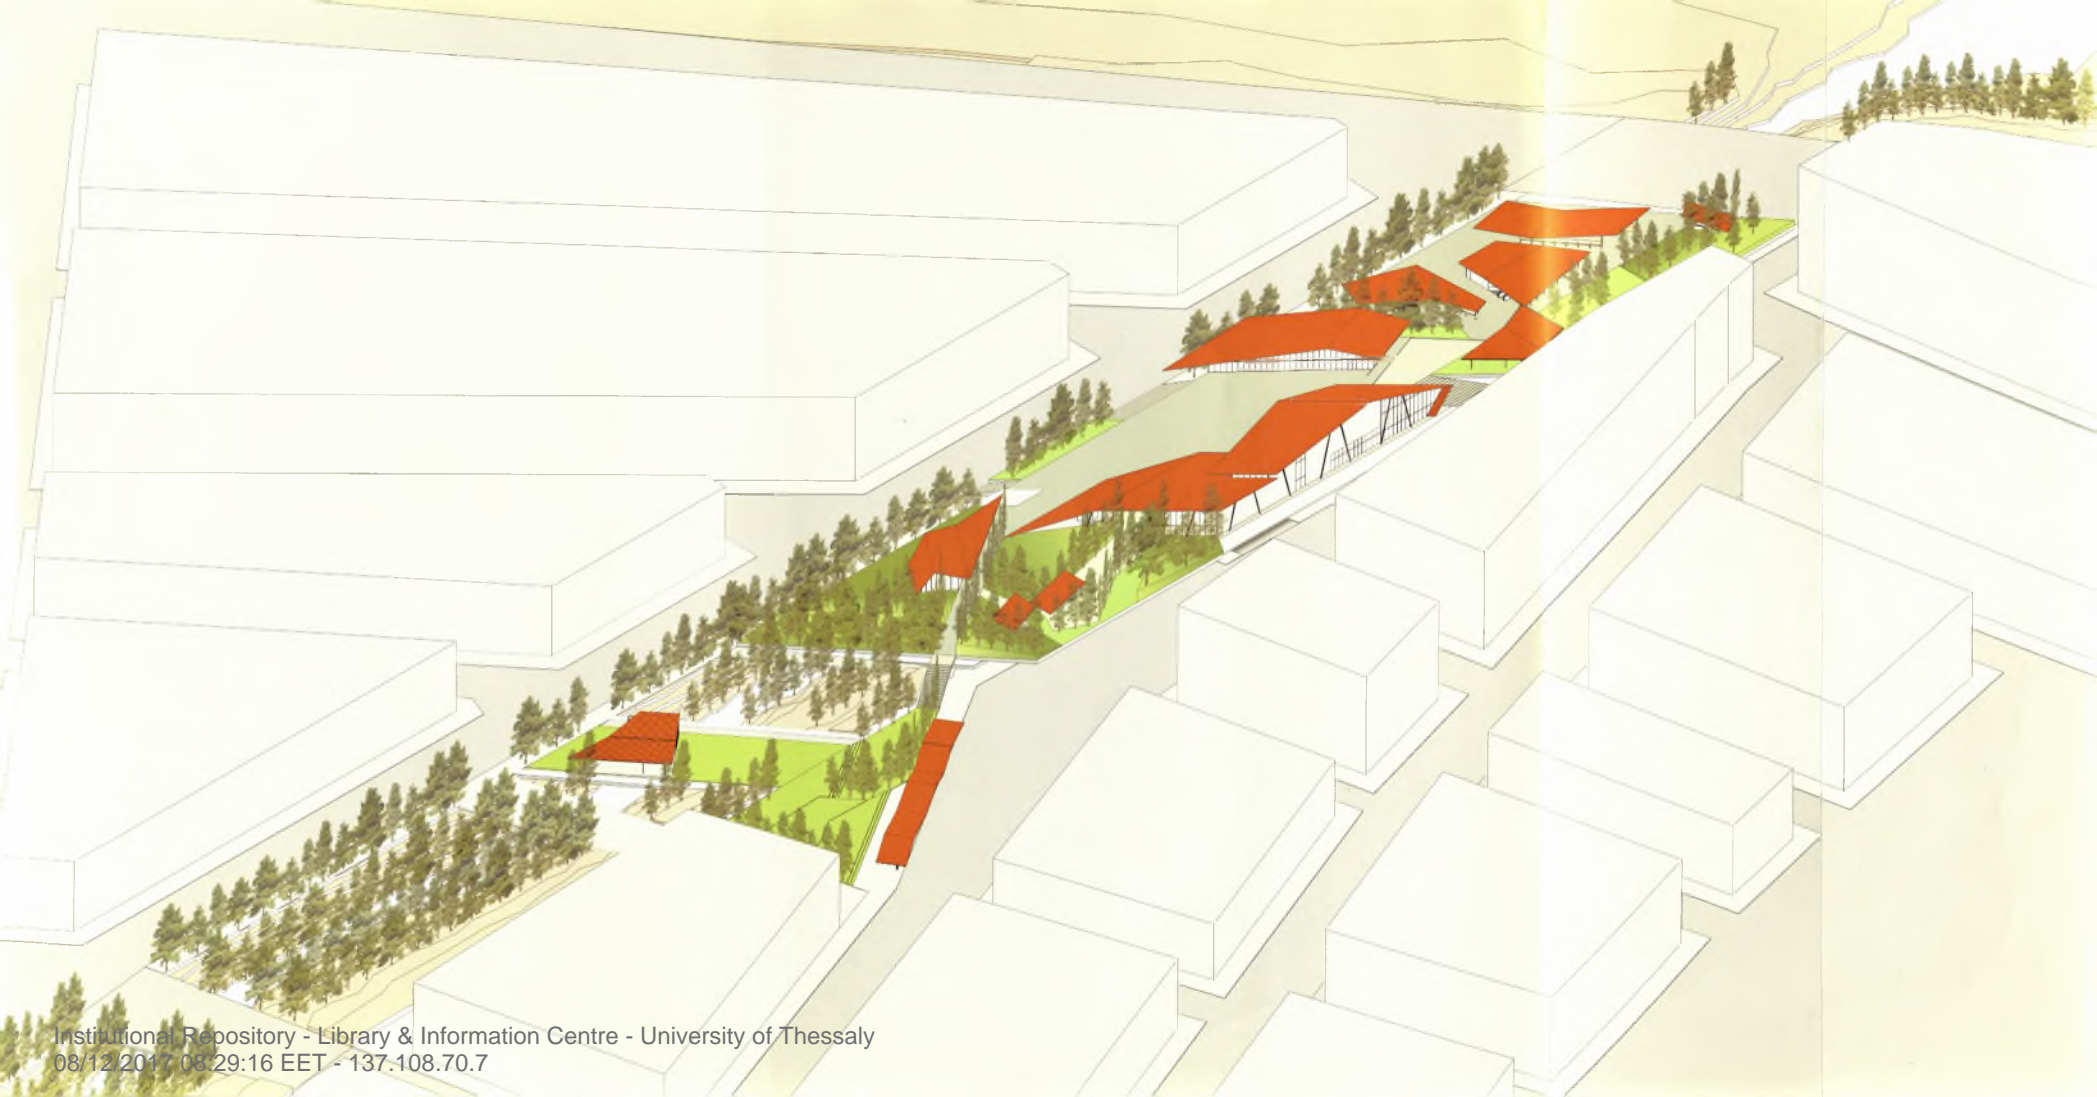 Institutional Repository - Library & Information Centre - University of Thessaly
08/12/2017 08:29:16 EET - 137.108.70.7